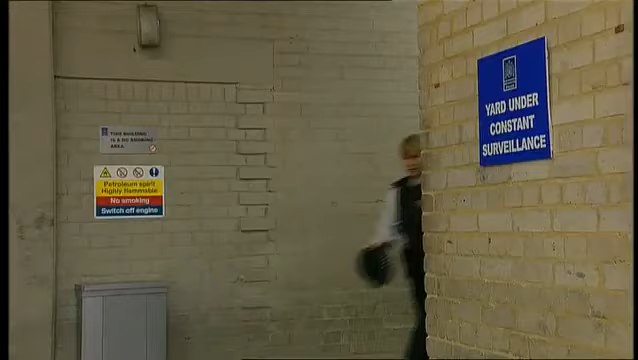 THIS BUILDING
IS A NO SMOKING
AREA.
Petroleum spirit
Highly flammable
No smoking
Switch off engine
YARD UNDER
CONSTANT
SURVEILLANCE